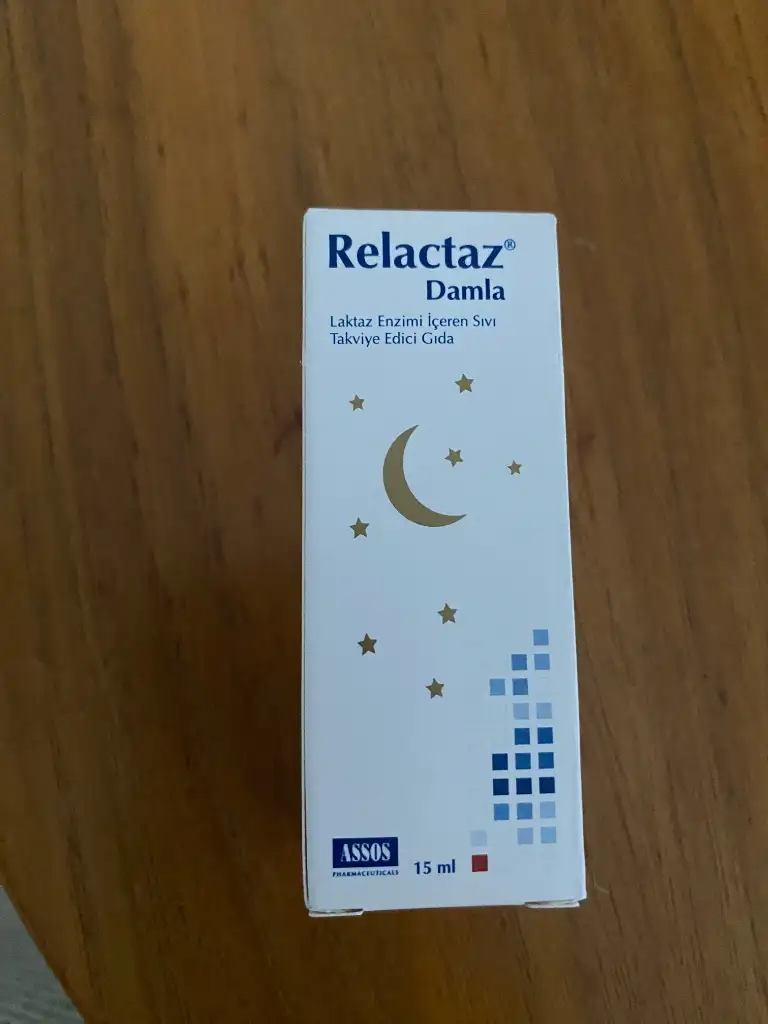 Relactaz®
Damla
Laktaz Enzimi İçeren Sıvı
Takviye Edici Gıda
ASSOS
PHARMACEUTICALS
15 ml